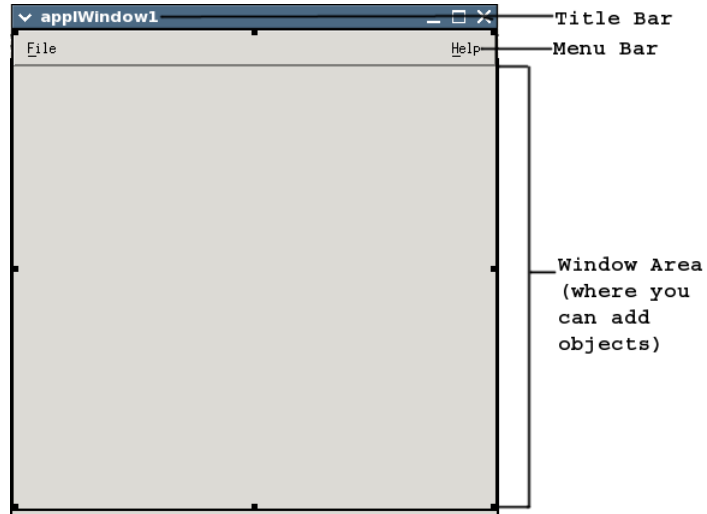 applWindow1
Title Bar
File
Help
Menu Bar
Window Area
(where you
can add
objects)